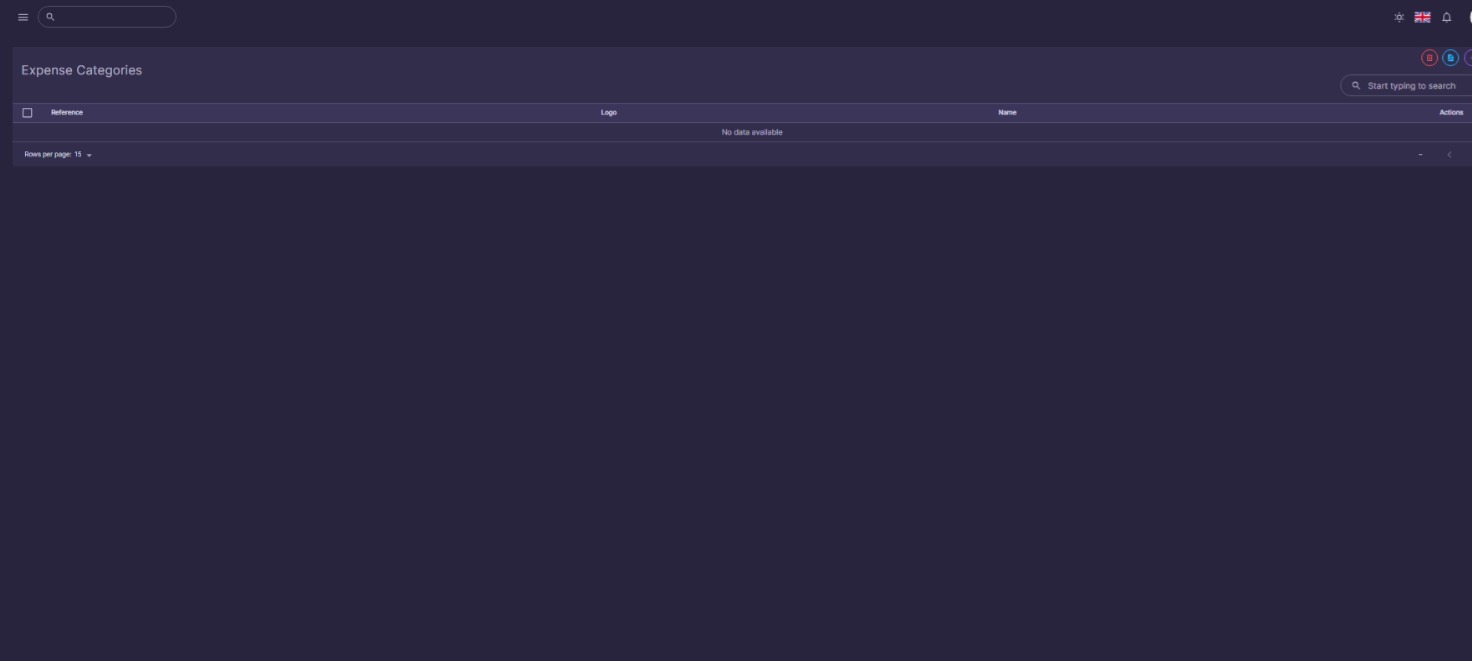 Expense Categories
Start typing to search
Reference Logo Name Actions
No data available
Rows per page: 15 –